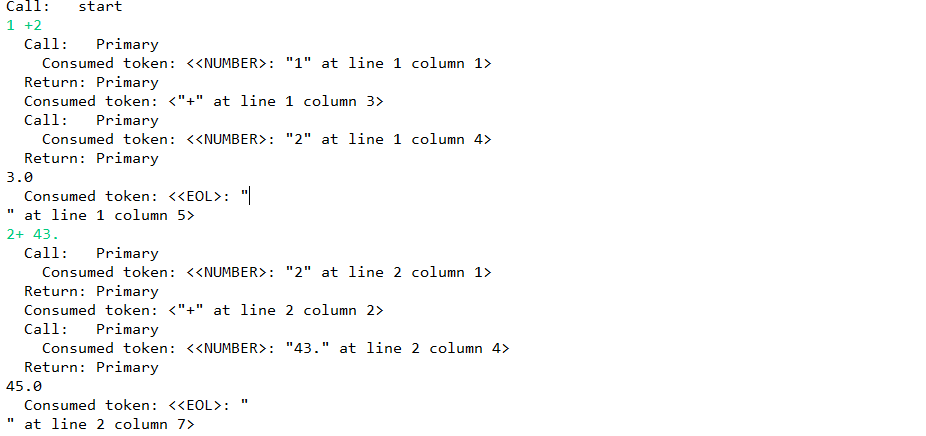 Call:   start
1 +2
  Call:   Primary
    Consumed token: <<NUMBER>: "1" at line 1 column 1>
  Return: Primary
  Consumed token: <"+" at line 1 column 3>
  Call:   Primary
    Consumed token: <<NUMBER>: "2" at line 1 column 4>
  Return: Primary
3.0
  Consumed token: <<EOL>: "
" at line 1 column 5>
2+ 43.
  Call:   Primary
    Consumed token: <<NUMBER>: "2" at line 2 column 1>
  Return: Primary
  Consumed token: <"+" at line 2 column 2>
  Call:   Primary
    Consumed token: <<NUMBER>: "43." at line 2 column 4>
  Return: Primary
45.0
  Consumed token: <<EOL>: "
" at line 2 column 7>